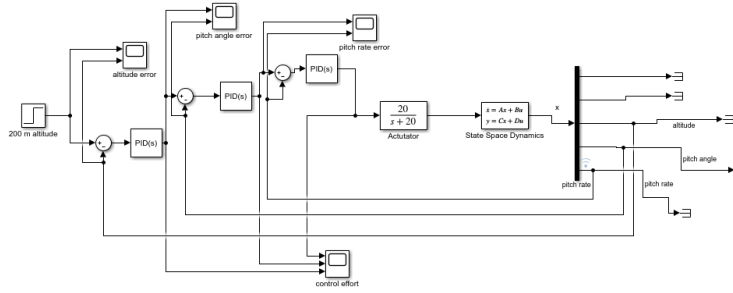 pitch angle error
pitch rate error
altitude error
+
−
PID(s)
+
−
PID(s)
200 m altitude
+
−
PID(s)
20
s + 20
Actutator
ẋ = Ax + Bu
y = Cx + Du
State Space Dynamics
x
altitude
pitch angle
pitch rate
pitch rate
control effort